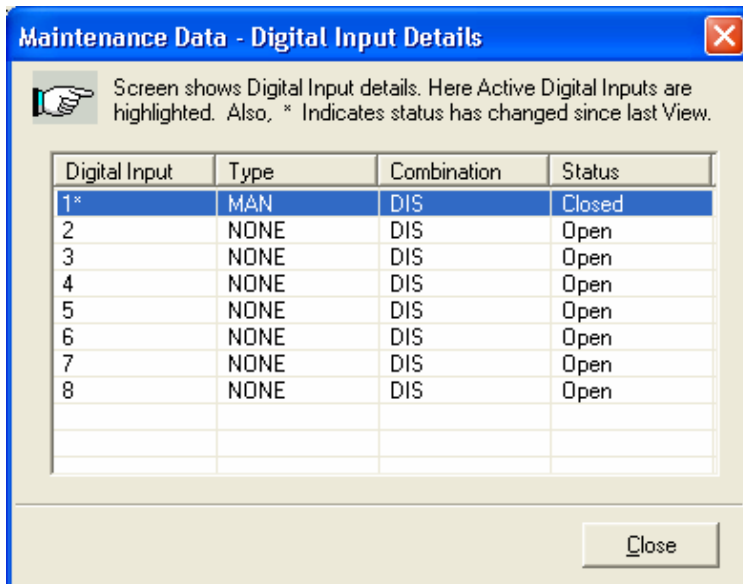 Maintenance Data - Digital Input Details
Screen shows Digital Input details. Here Active Digital Inputs are
highlighted. Also, * Indicates status has changed since last View.
Digital Input Type Combination Status
1* MAN DIS Closed
2 NONE DIS Open
3 NONE DIS Open
4 NONE DIS Open
5 NONE DIS Open
6 NONE DIS Open
7 NONE DIS Open
8 NONE DIS Open
Close